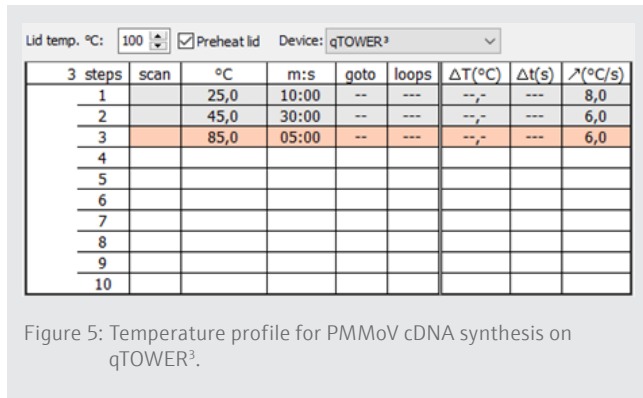 Lid temp. °C: 100 Preheat lid Device: qTOWER³
3 steps scan °C m:s goto loops ΔT(°C) Δt(s) ↗(°C/s)
1 25,0 10:00 -- --- --,- --- 8,0
2 45,0 30:00 -- --- --,- --- 6,0
3 85,0 05:00 -- --- --,- --- 6,0
4
5
6
7
8
9
10
Figure 5: Temperature profile for PMMoV cDNA synthesis on
qTOWER³.